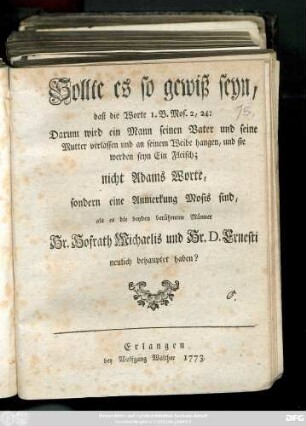 Sollte es so gewiß seyn,
daß die Worte 1. B. Mos. 2, 24:
Darum wird ein Mann seinen Vater und seine
Mutter verlassen und an seinem Weibe hangen, und sie
werden seyn Ein Fleisch;
nicht Adams Worte,
sondern eine Anmerkung Mosis sind,
als es die beyden berühmten Männer
Hr. Hofrath Michaelis und Hr. D. Ernesti
neulich behauptet haben?
Erlangen
bey Wolfgang Walther 1773.